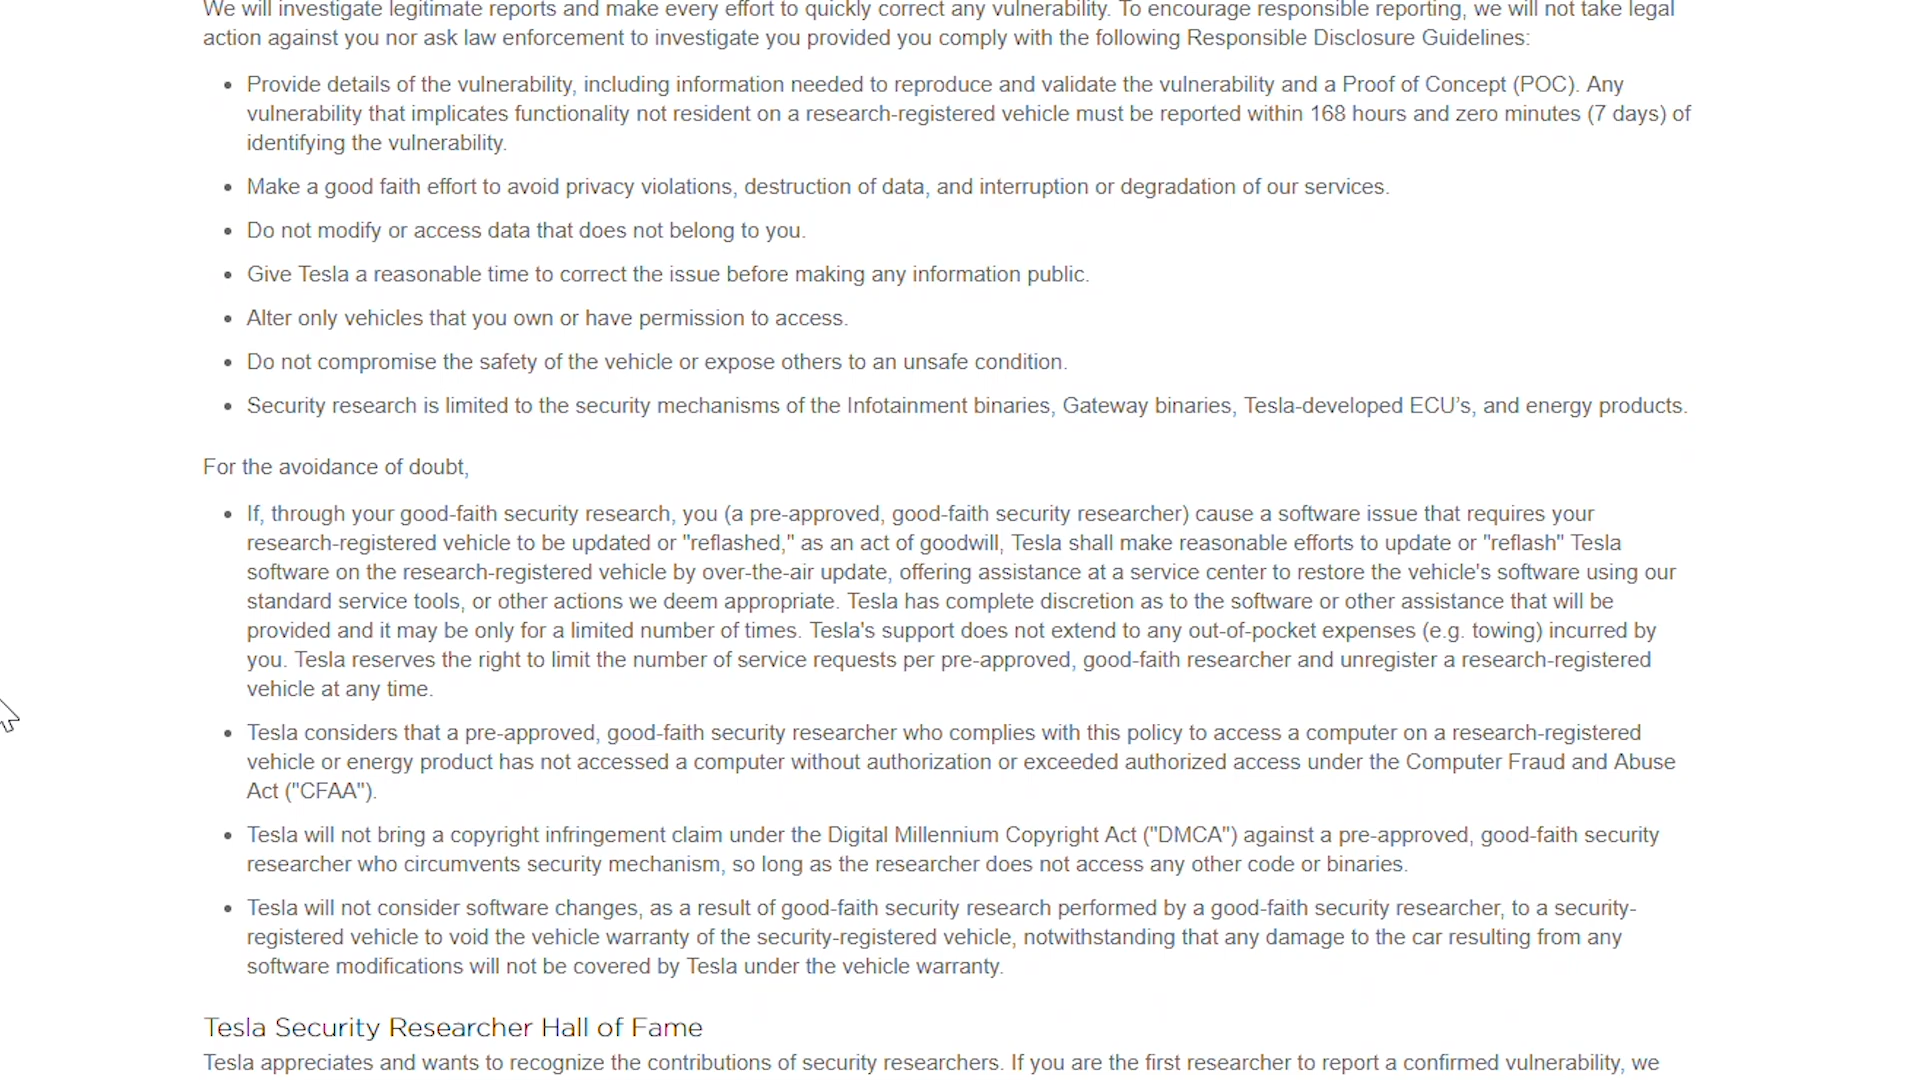 We will investigate legitimate reports and make every effort to quickly correct any vulnerability. To encourage responsible reporting, we will not take legal
action against you nor ask law enforcement to investigate you provided you comply with the following Responsible Disclosure Guidelines:
• Provide details of the vulnerability, including information needed to reproduce and validate the vulnerability and a Proof of Concept (POC). Any
vulnerability that implicates functionality not resident on a research-registered vehicle must be reported within 168 hours and zero minutes (7 days) of
identifying the vulnerability.
• Make a good faith effort to avoid privacy violations, destruction of data, and interruption or degradation of our services.
• Do not modify or access data that does not belong to you.
• Give Tesla a reasonable time to correct the issue before making any information public.
• Alter only vehicles that you own or have permission to access.
• Do not compromise the safety of the vehicle or expose others to an unsafe condition.
• Security research is limited to the security mechanisms of the Infotainment binaries, Gateway binaries, Tesla-developed ECU’s, and energy products.
For the avoidance of doubt,
• If, through your good-faith security research, you (a pre-approved, good-faith security researcher) cause a software issue that requires your
research-registered vehicle to be updated or "reflashed," as an act of goodwill, Tesla shall make reasonable efforts to update or "reflash" Tesla
software on the research-registered vehicle by over-the-air update, offering assistance at a service center to restore the vehicle's software using our
standard service tools, or other actions we deem appropriate. Tesla has complete discretion as to the software or other assistance that will be
provided and it may be only for a limited number of times. Tesla's support does not extend to any out-of-pocket expenses (e.g. towing) incurred by
you. Tesla reserves the right to limit the number of service requests per pre-approved, good-faith researcher and unregister a research-registered
vehicle at any time.
• Tesla considers that a pre-approved, good-faith security researcher who complies with this policy to access a computer on a research-registered
vehicle or energy product has not accessed a computer without authorization or exceeded authorized access under the Computer Fraud and Abuse
Act ("CFAA").
• Tesla will not bring a copyright infringement claim under the Digital Millennium Copyright Act ("DMCA") against a pre-approved, good-faith security
researcher who circumvents security mechanism, so long as the researcher does not access any other code or binaries.
• Tesla will not consider software changes, as a result of good-faith security research performed by a good-faith security researcher, to a security-
registered vehicle to void the vehicle warranty of the security-registered vehicle, notwithstanding that any damage to the car resulting from any
software modifications will not be covered by Tesla under the vehicle warranty.
Tesla Security Researcher Hall of Fame
Tesla appreciates and wants to recognize the contributions of security researchers. If you are the first researcher to report a confirmed vulnerability, we